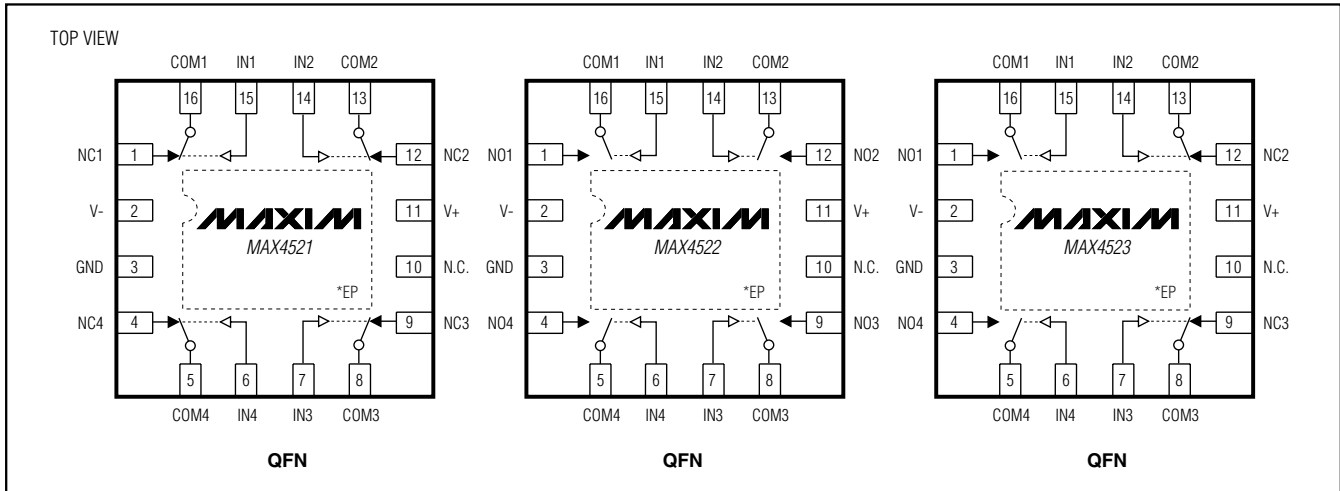 TOP VIEW
COM1 IN1 IN2 COM2
16 15 14 13
NC1 1 12 NC2
V- 2 11 V+
MAXIM
MAX4521
GND 3 10 N.C.
*EP
NC4 4 9 NC3
5 6 7 8
COM4 IN4 IN3 COM3
QFN
COM1 IN1 IN2 COM2
16 15 14 13
NO1 1 12 NO2
V- 2 11 V+
MAXIM
MAX4522
GND 3 10 N.C.
*EP
NO4 4 9 NO3
5 6 7 8
COM4 IN4 IN3 COM3
QFN
COM1 IN1 IN2 COM2
16 15 14 13
NO1 1 12 NC2
V- 2 11 V+
MAXIM
MAX4523
GND 3 10 N.C.
*EP
NO4 4 9 NC3
5 6 7 8
COM4 IN4 IN3 COM3
QFN